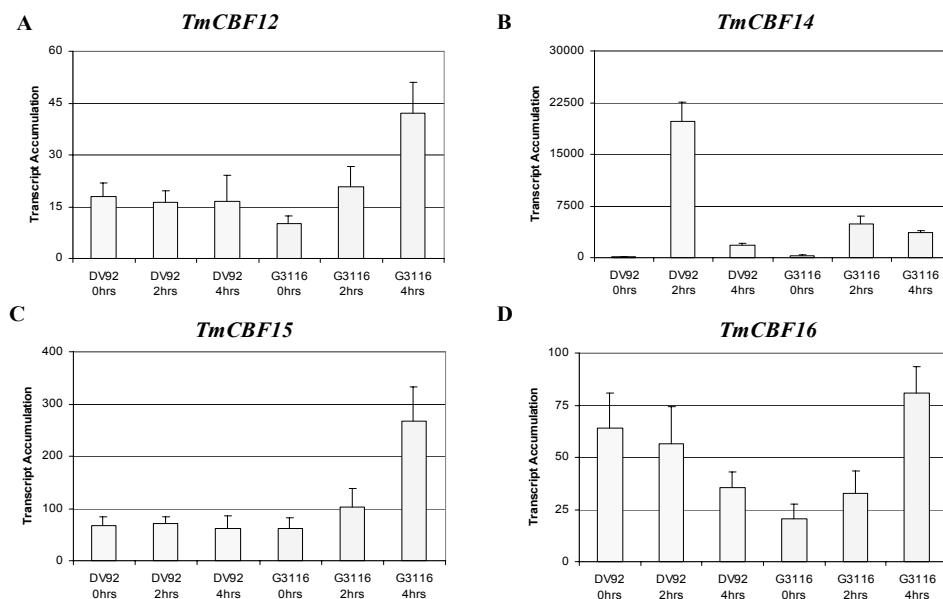 A
TmCBF12
Transcript Accumulation
60
45
30
15
0
DV92 DV92 DV92 G3116 G3116 G3116
0hrs 2hrs 4hrs 0hrs 2hrs 4hrs
B
TmCBF14
Transcript Accumulation
30000
22500
15000
7500
0
DV92 DV92 DV92 G3116 G3116 G3116
0hrs 2hrs 4hrs 0hrs 2hrs 4hrs
C
TmCBF15
Transcript Accumulation
400
300
200
100
0
DV92 DV92 DV92 G3116 G3116 G3116
0hrs 2hrs 4hrs 0hrs 2hrs 4hrs
D
TmCBF16
Transcript Accumulation
100
75
50
25
0
DV92 DV92 DV92 G3116 G3116 G3116
0hrs 2hrs 4hrs 0hrs 2hrs 4hrs